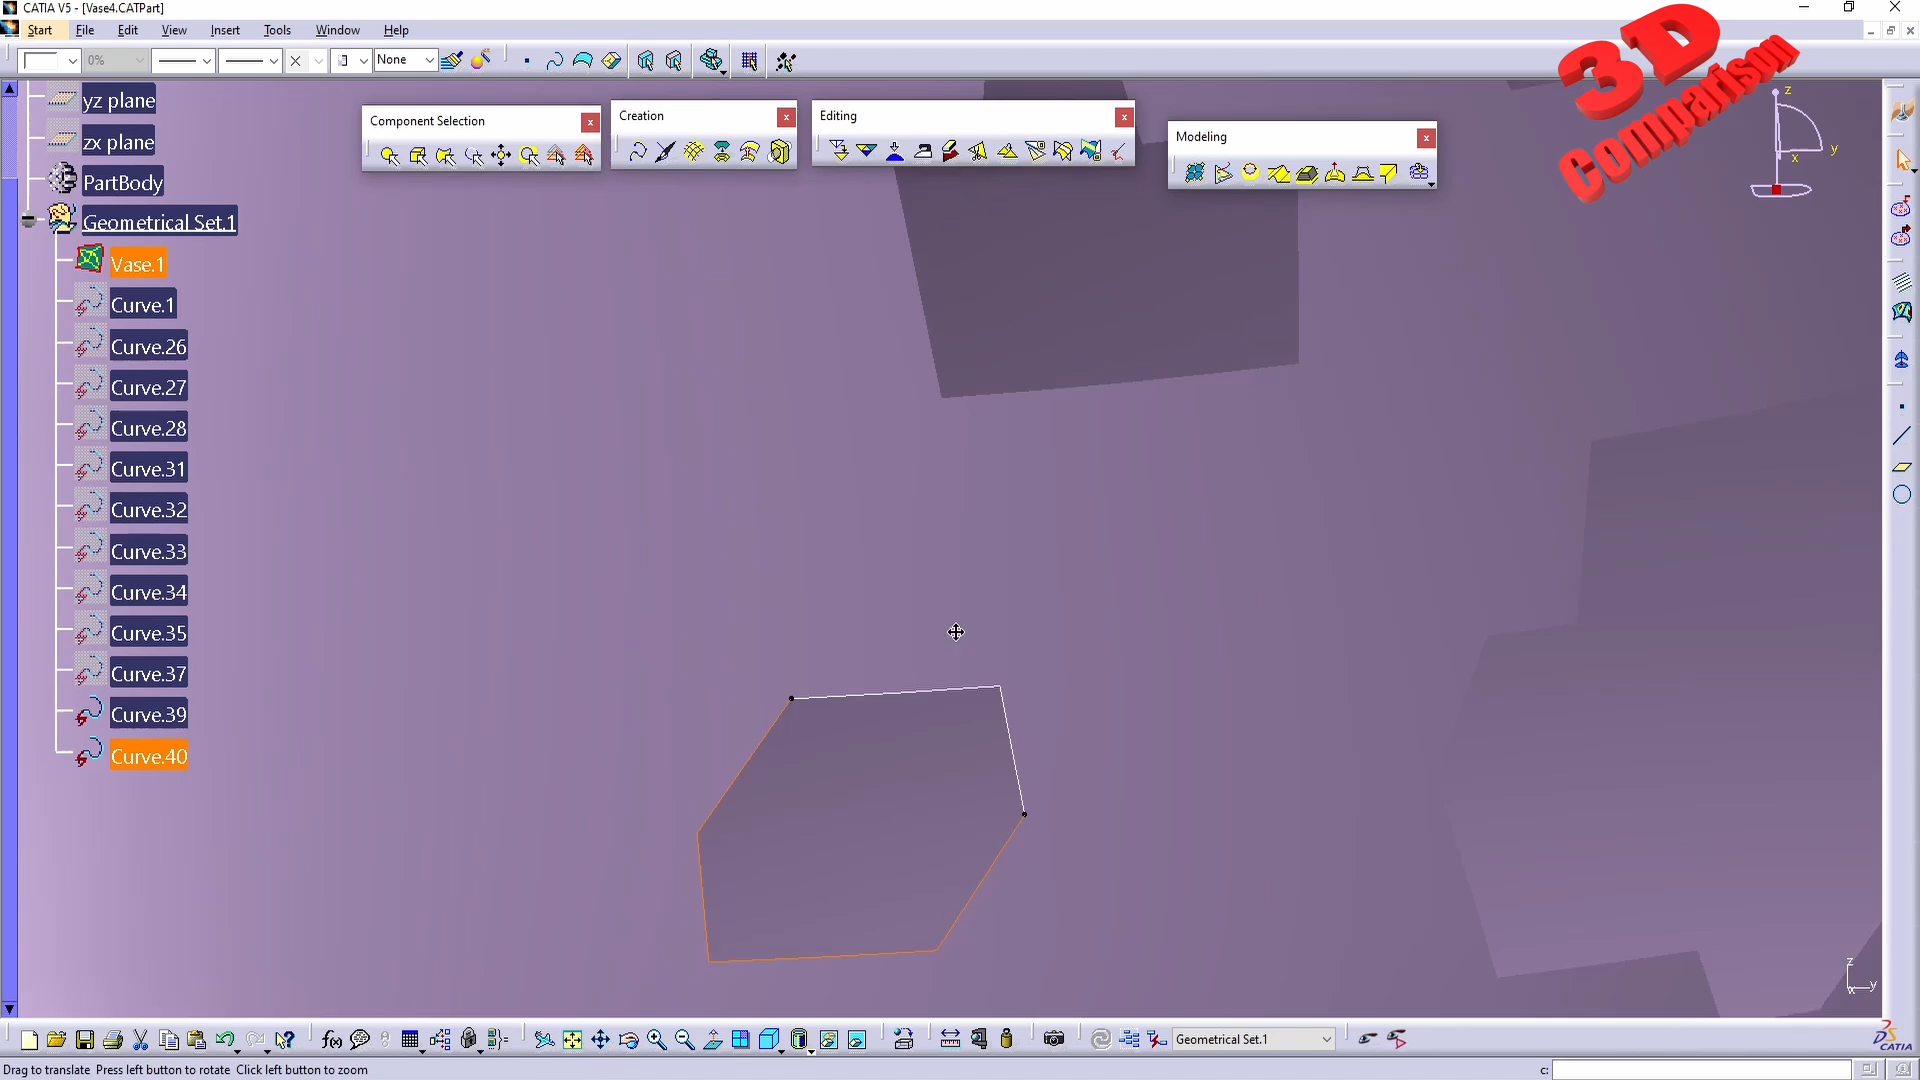 CATIA V5 - [Vase4.CATPart]
Start File Edit View Insert Tools Window Help
0% None
3D
Comparison
yz plane
zx plane
PartBody
Geometrical Set.1
Vase.1
Curve.1
Curve.26
Curve.27
Curve.28
Curve.31
Curve.32
Curve.33
Curve.34
Curve.35
Curve.37
Curve.39
Curve.40
Component Selection
Creation
Editing
Modeling
z
y
x
z
y
x
Geometrical Set.1
CATIA
Drag to translate Press left button to rotate Click left button to zoom
c: